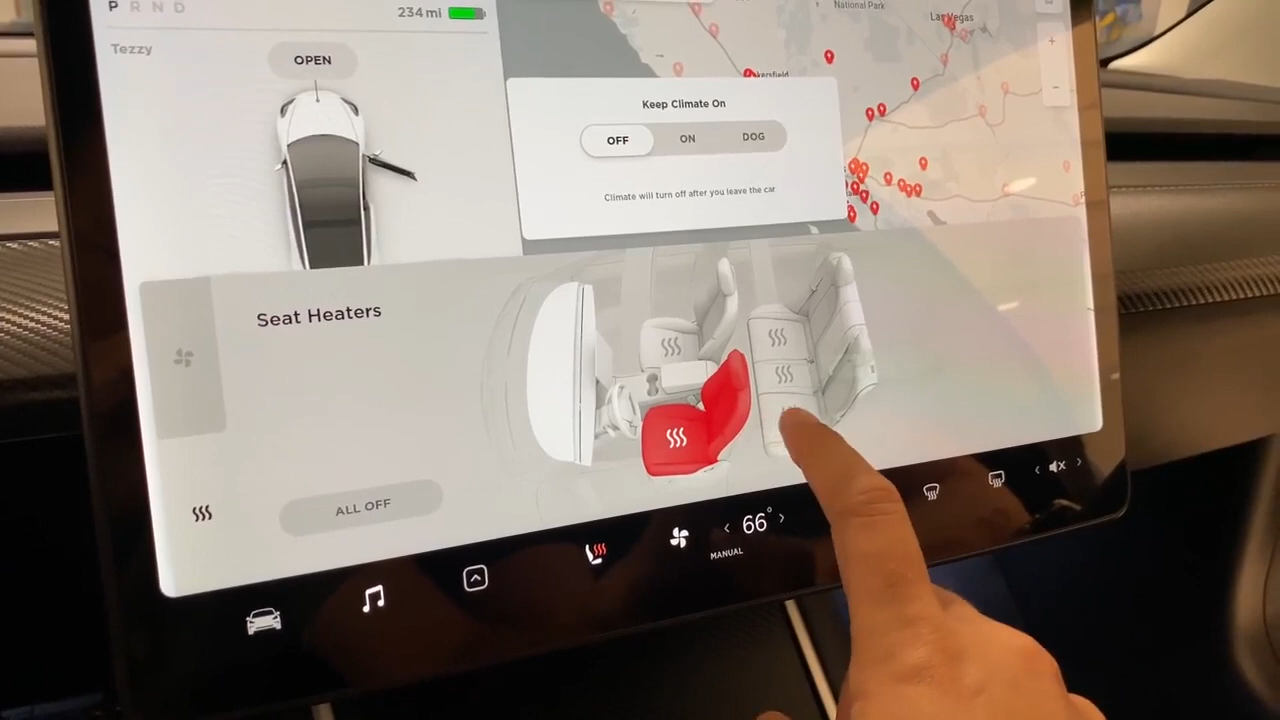 P R N D
234 mi
Tezzy
OPEN
National Park
Las Vegas
kersfield
Keep Climate On
OFF ON DOG
Climate will turn off after you leave the car
Seat Heaters
ALL OFF
66°
MANUAL